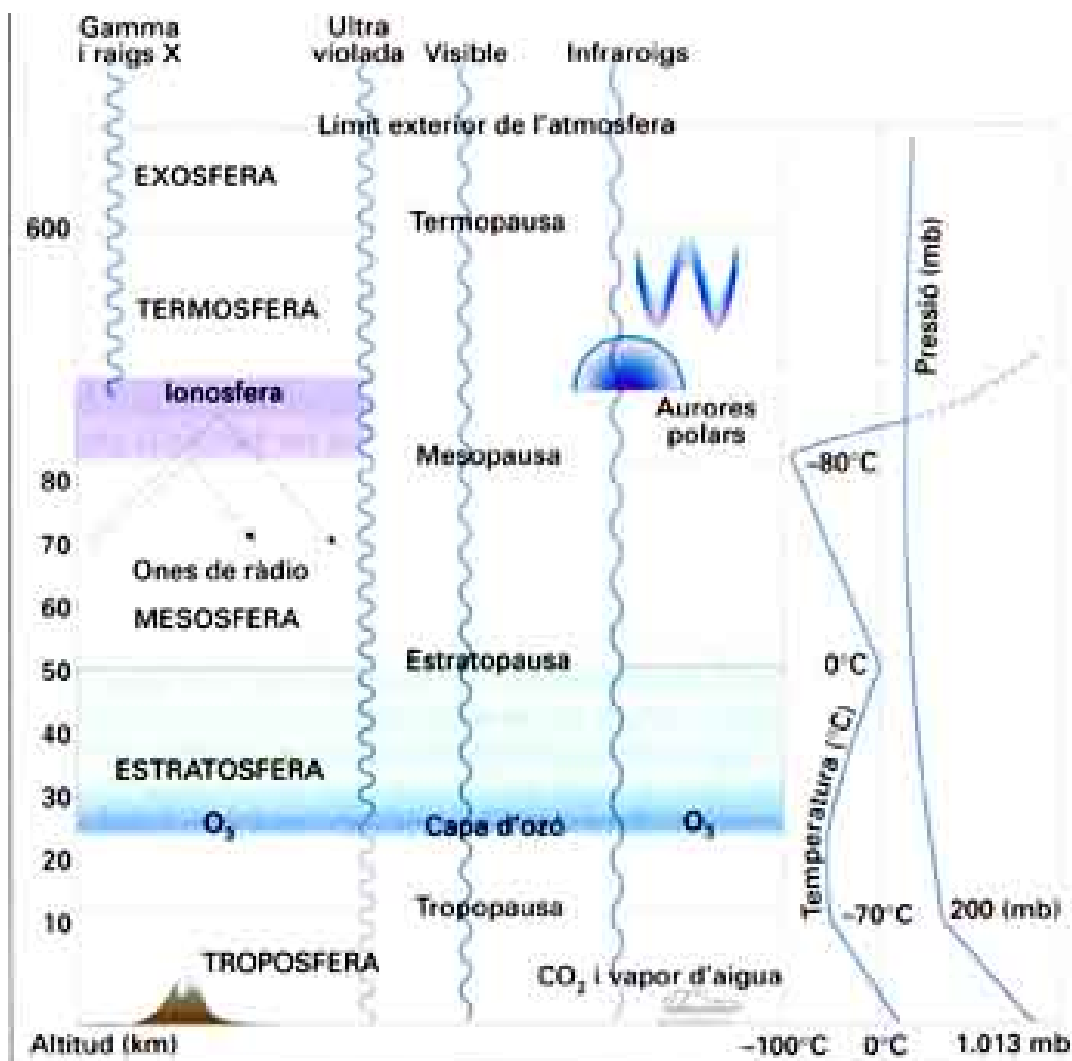 Gamma
i raigs X
Ultra
violada
Visible
Infraroigs
Límit exterior de l'atmosfera
EXOSFERA
600
Termopausa
TERMOSFERA
Pressió (mb)
Ionosfera
Aurores
polars
Mesopausa
-80°C
80
70
Ones de ràdio
60
MESOSFERA
Estratopausa
50
0°C
40
Temperatura (°C)
ESTRATOSFERA
30
O₃
Capa d'ozó
O₃
20
Tropopausa
10
-70°C
200 (mb)
TROPOSFERA
CO₂ i vapor d'aigua
Altitud (km)
-100°C
0°C
1.013 mb